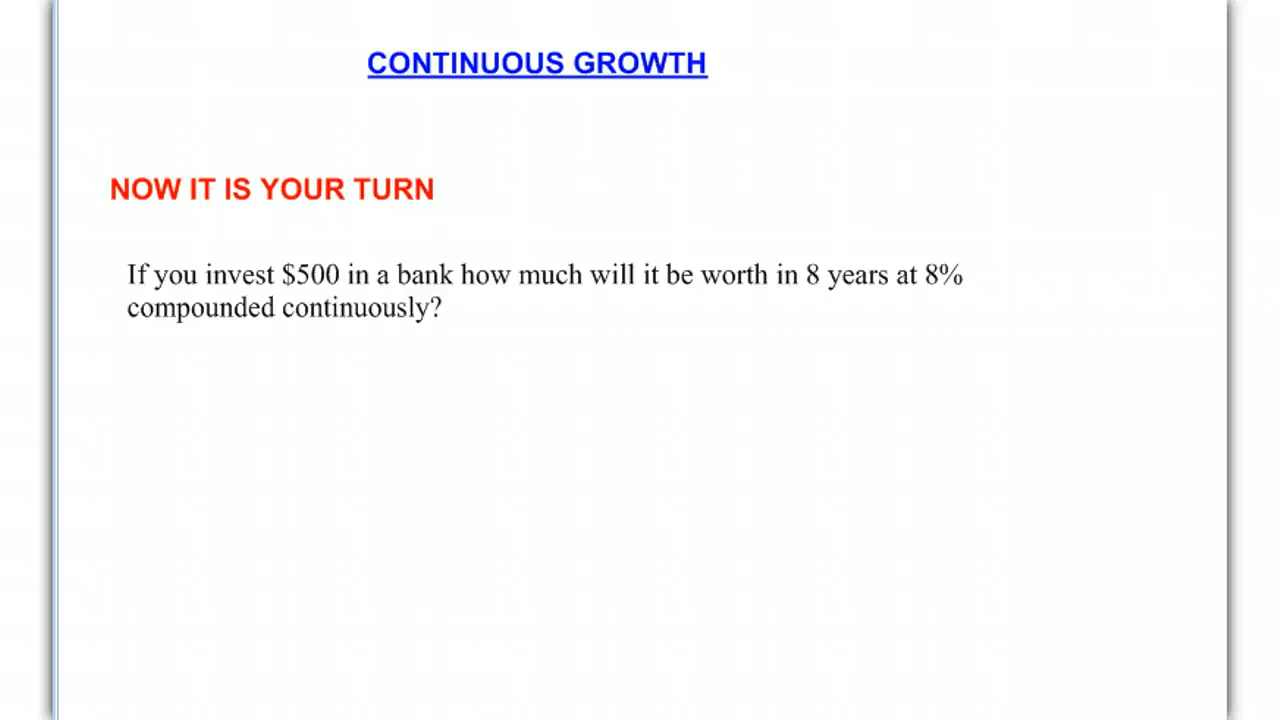 CONTINUOUS GROWTH
NOW IT IS YOUR TURN
If you invest $500 in a bank how much will it be worth in 8 years at 8%
compounded continuously?